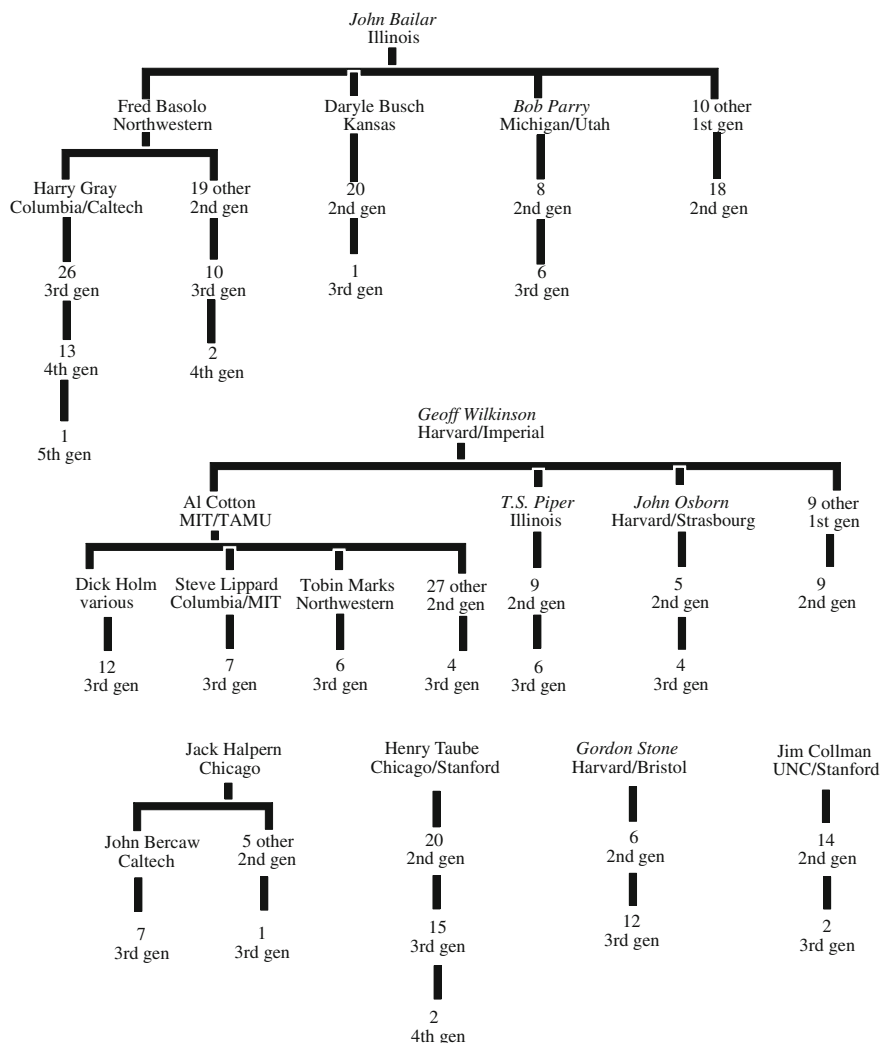 John Bailar
Illinois
Fred Basolo
Northwestern
Daryle Busch
Kansas
Bob Parry
Michigan/Utah
10 other
1st gen
Harry Gray
Columbia/Caltech
19 other
2nd gen
20
2nd gen
8
2nd gen
18
2nd gen
26
3rd gen
10
3rd gen
1
3rd gen
6
3rd gen
13
4th gen
2
4th gen
1
5th gen
Geoff Wilkinson
Harvard/Imperial
Al Cotton
MIT/TAMU
T.S. Piper
Illinois
John Osborn
Harvard/Strasbourg
9 other
1st gen
Dick Holm
various
Steve Lippard
Columbia/MIT
Tobin Marks
Northwestern
27 other
2nd gen
9
2nd gen
5
2nd gen
9
2nd gen
12
3rd gen
7
3rd gen
6
3rd gen
4
3rd gen
6
3rd gen
4
3rd gen
Jack Halpern
Chicago
Henry Taube
Chicago/Stanford
Gordon Stone
Harvard/Bristol
Jim Collman
UNC/Stanford
John Bercaw
Caltech
5 other
2nd gen
20
2nd gen
6
2nd gen
14
2nd gen
7
3rd gen
1
3rd gen
15
3rd gen
12
3rd gen
2
3rd gen
2
4th gen